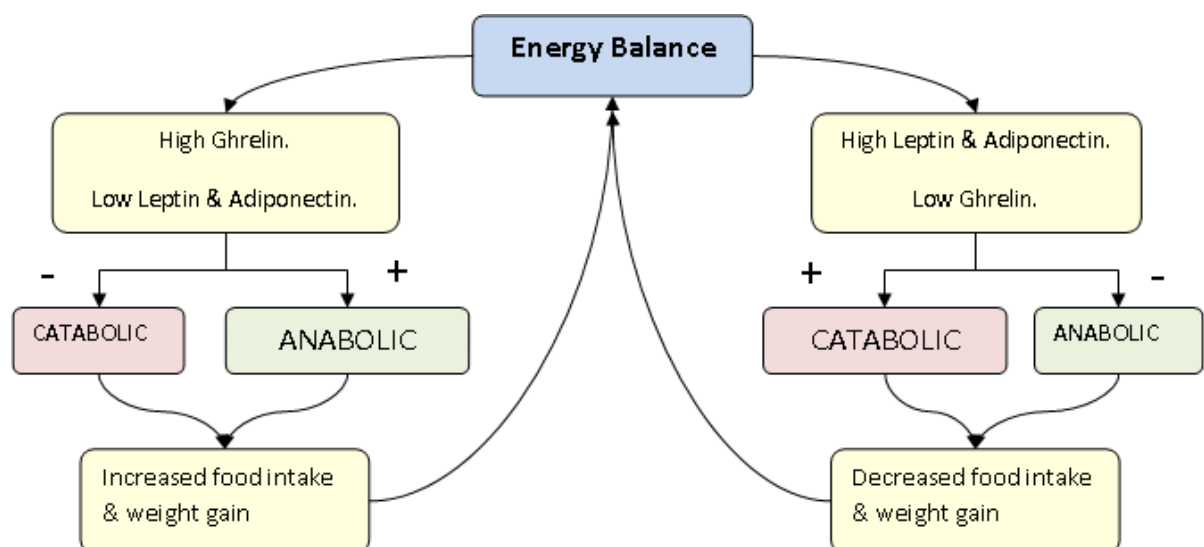 Energy Balance
High Ghrelin.
Low Leptin & Adiponectin.
High Leptin & Adiponectin.
Low Ghrelin.
-
+
+
-
CATABOLIC
ANABOLIC
CATABOLIC
ANABOLIC
Increased food intake
& weight gain
Decreased food intake
& weight gain